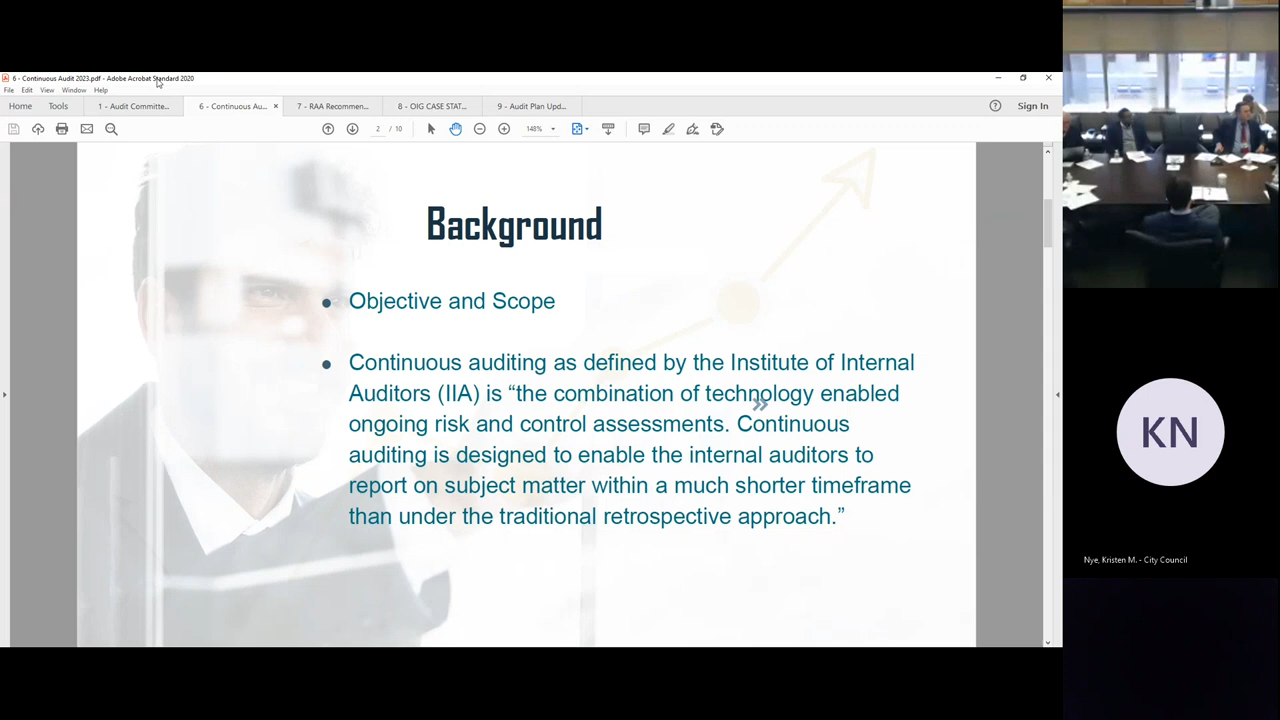 6 - Continuous Audit 2023.pdf - Adobe Acrobat Standard 2020
File Edit View Window Help
Home Tools 1 - Audit Committe... 6 - Continuous Au... × 7 - RAA Recommen... 8 - OIG CASE STAT... 9 - Audit Plan Upd... Sign In
2 / 10 148%
Background
• Objective and Scope
• Continuous auditing as defined by the Institute of Internal
Auditors (IIA) is “the combination of technology enabled
ongoing risk and control assessments. Continuous
auditing is designed to enable the internal auditors to
report on subject matter within a much shorter timeframe
than under the traditional retrospective approach.”
KN
Nye, Kristen M. - City Council